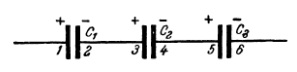 + − C₁ + − C₂ + − C₃
1 2 3 4 5 6